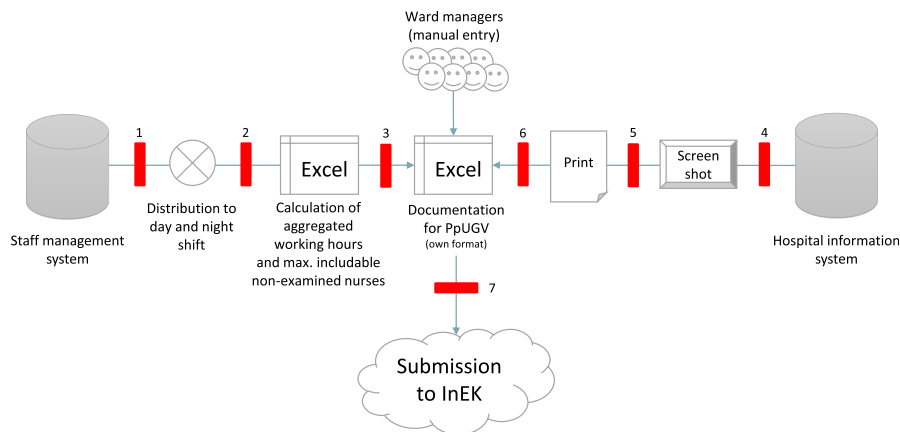 Ward managers
(manual entry)
1
2
3
6
5
4
Excel
Excel
Print
Screen
shot
Staff management
system
Distribution to
day and night
shift
Calculation of
aggregated
working hours
and max. includable
non-examined nurses
Documentation
for PpUGV
(own format)
Hospital information
system
7
Submission
to InEK